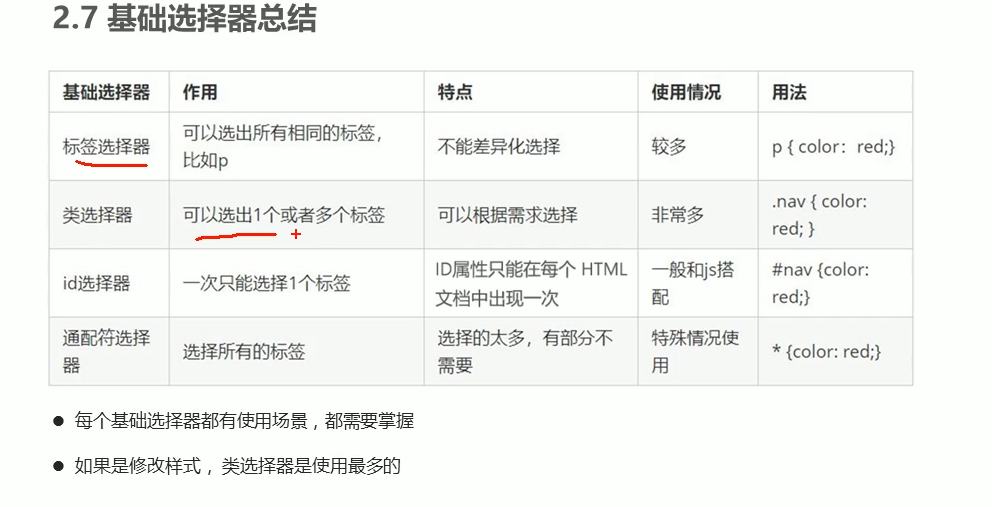 2.7 基础选择器总结
基础选择器 作用 特点 使用情况 用法
标签选择器 可以选出所有相同的标签，比如p 不能差异化选择 较多 p { color：red;}
类选择器 可以选出1个或者多个标签 可以根据需求选择 非常多 .nav { color: red; }
id选择器 一次只能选择1个标签 ID属性只能在每个 HTML 文档中出现一次 一般和js搭配 #nav {color: red;}
通配符选择器 选择所有的标签 选择的太多，有部分不需要 特殊情况使用 * {color: red;}
● 每个基础选择器都有使用场景，都需要掌握
● 如果是修改样式，类选择器是使用最多的